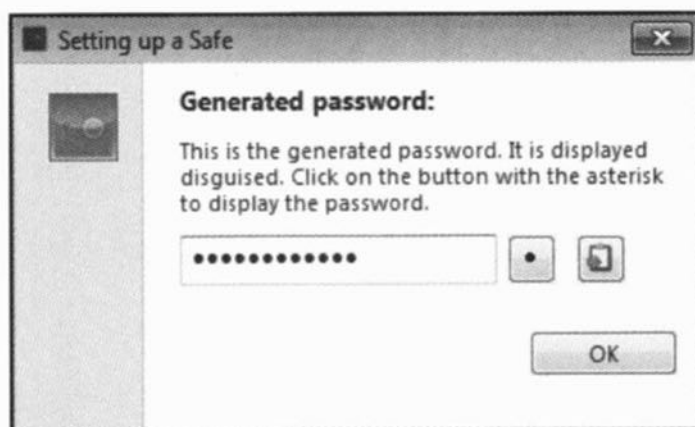 Setting up a Safe
Generated password:
This is the generated password. It is displayed
disguised. Click on the button with the asterisk
to display the password.
••••••••••••
OK